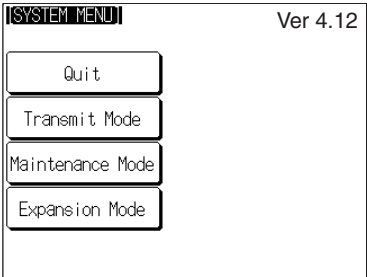 [SYSTEM MENU]
Ver 4.12
Quit
Transmit Mode
Maintenance Mode
Expansion Mode